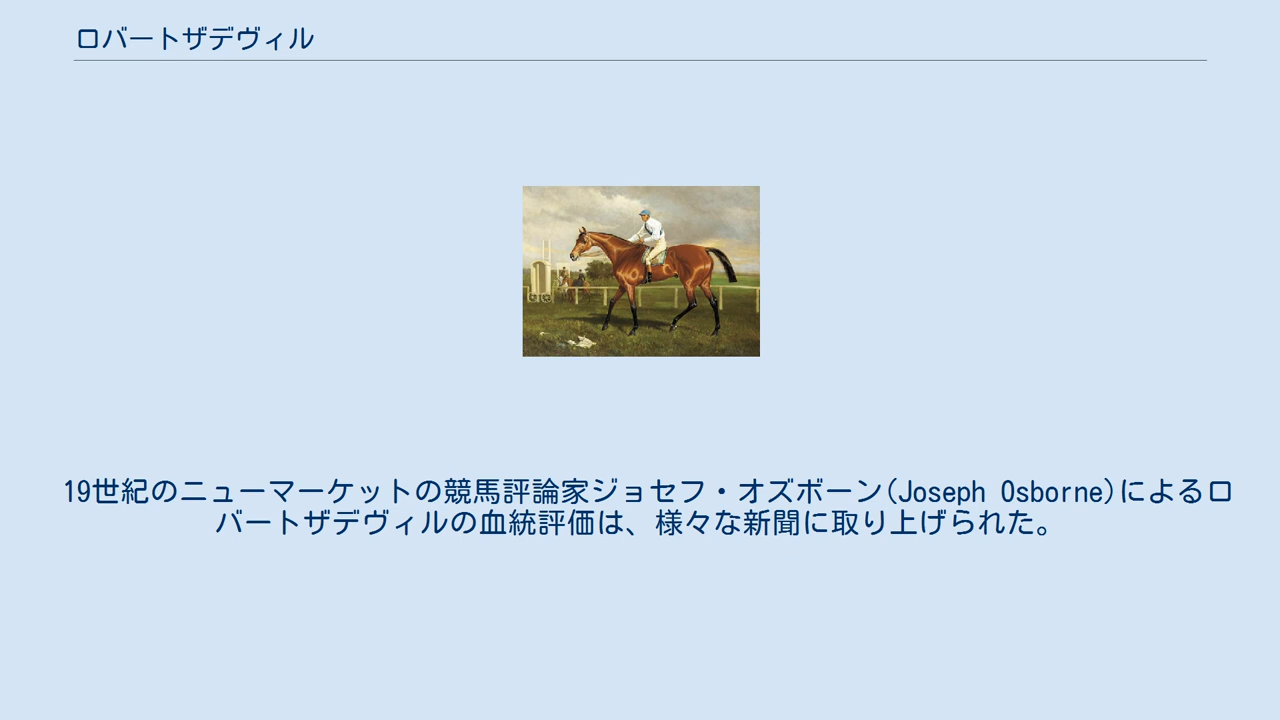 ロバートザデヴィル
19世紀のニューマーケットの競馬評論家ジョセフ・オズボーン(Joseph Osborne)によるロ
バートザデヴィルの血統評価は、様々な新聞に取り上げられた。